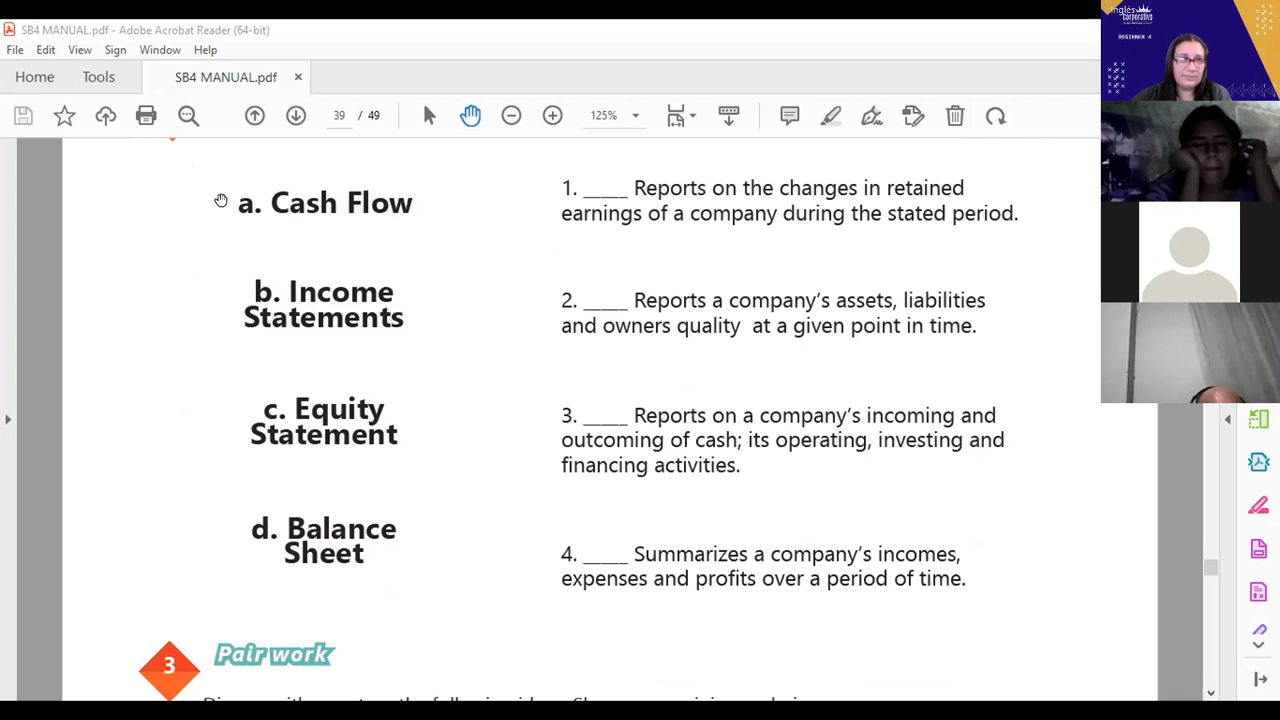 SB4 MANUAL.pdf - Adobe Acrobat Reader (64-bit)
File Edit View Sign Window Help
Home Tools SB4 MANUAL.pdf ×
39 / 49 125%
a. Cash Flow
b. Income
Statements
c. Equity
Statement
d. Balance
Sheet
1. _____ Reports on the changes in retained
earnings of a company during the stated period.
2. _____ Reports a company's assets, liabilities
and owners quality at a given point in time.
3. _____ Reports on a company's incoming and
outcoming of cash; its operating, investing and
financing activities.
4. _____ Summarizes a company's incomes,
expenses and profits over a period of time.
3 Pair work
Inglés
Corporativo
BEGINNER 4